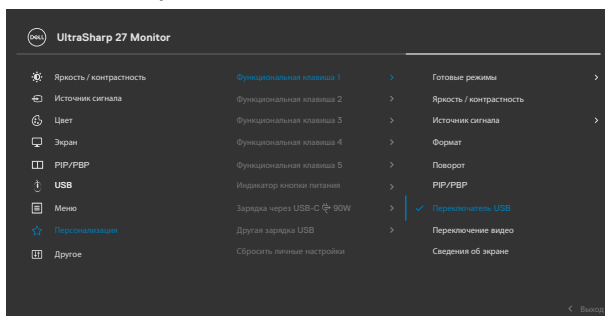 DELL
UltraSharp 27 Monitor
Яркость / контрастность
Функциональная клавиша 1
Готовые режимы
Источник сигнала
Функциональная клавиша 2
Яркость / контрастность
Цвет
Функциональная клавиша 3
Источник сигнала
Экран
Функциональная клавиша 4
Формат
PIP/PBP
Функциональная клавиша 5
Поворот
USB
Индикатор кнопки питания
PIP/PBP
Меню
Зарядка через USB-C 90W
Переключатель USB
Персонализация
Другая зарядка USB
Переключение видео
Другое
Сбросить личные настройки
Сведения об экране
Выход